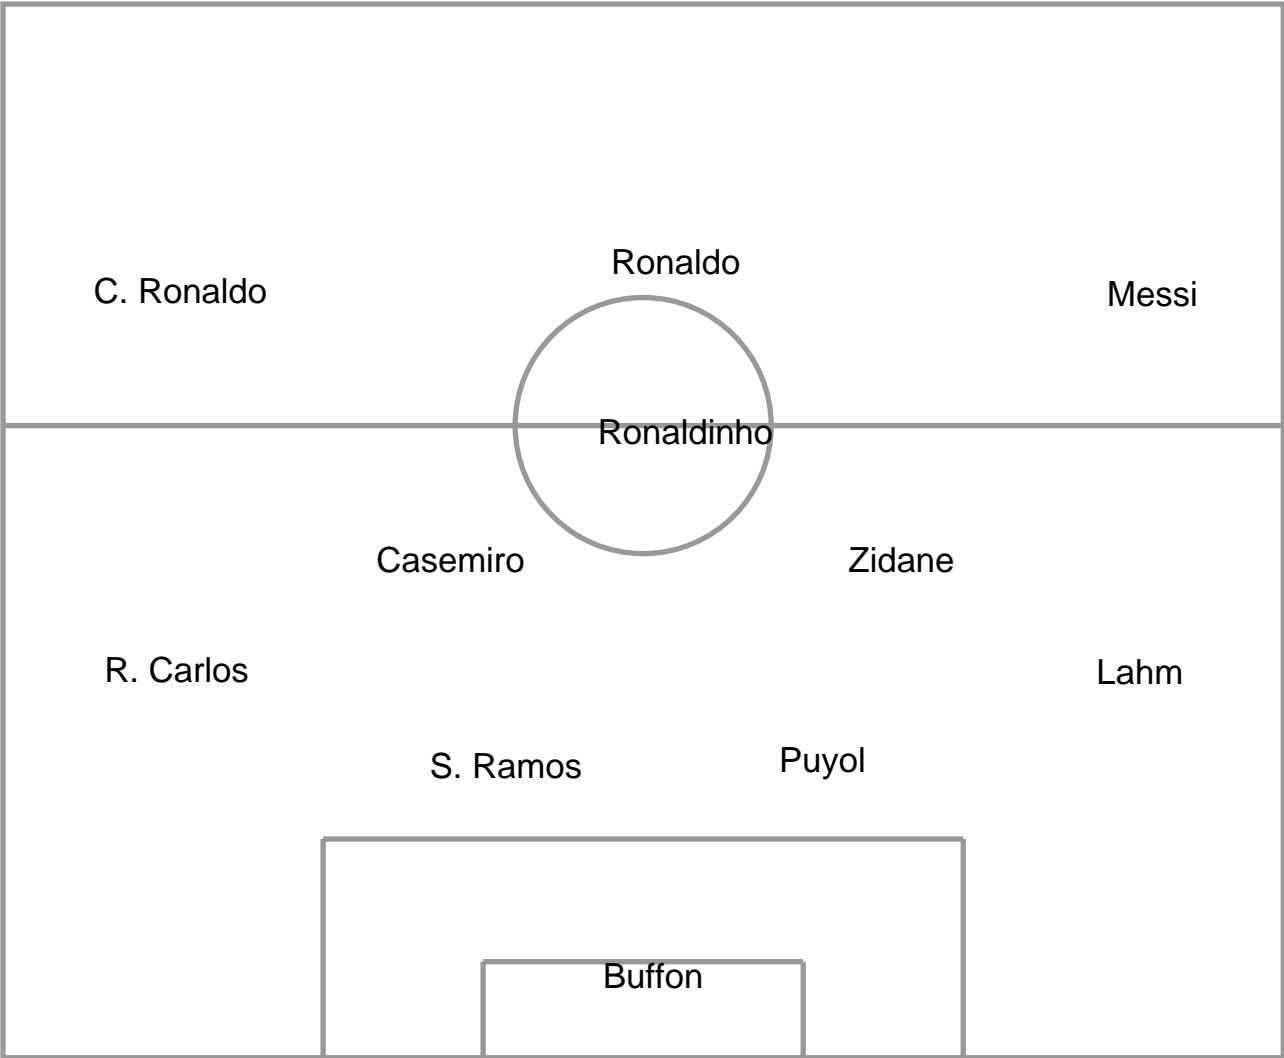 Ronaldo
C. Ronaldo
Messi
Ronaldinho
Casemiro
Zidane
R. Carlos
Lahm
S. Ramos
Puyol
Buffon